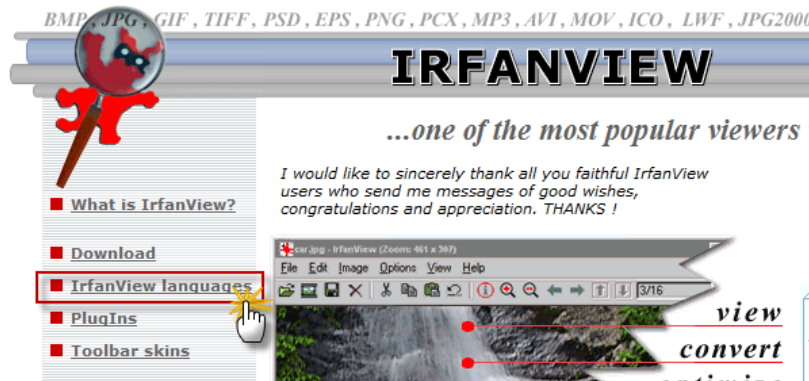 BMP , JPG , GIF , TIFF , PSD , EPS , PNG , PCX , MP3 , AVI , MOV , ICO , LWF , JPG2000
IRFANVIEW
...one of the most popular viewers
I would like to sincerely thank all you faithful IrfanView
users who send me messages of good wishes,
congratulations and appreciation. THANKS !
What is IrfanView?
Download
IrfanView languages
PlugIns
Toolbar skins
car.jpg - IrfanView (Zoom: 461 x 307)
File Edit Image Options View Help
3/16
view
convert
optimize